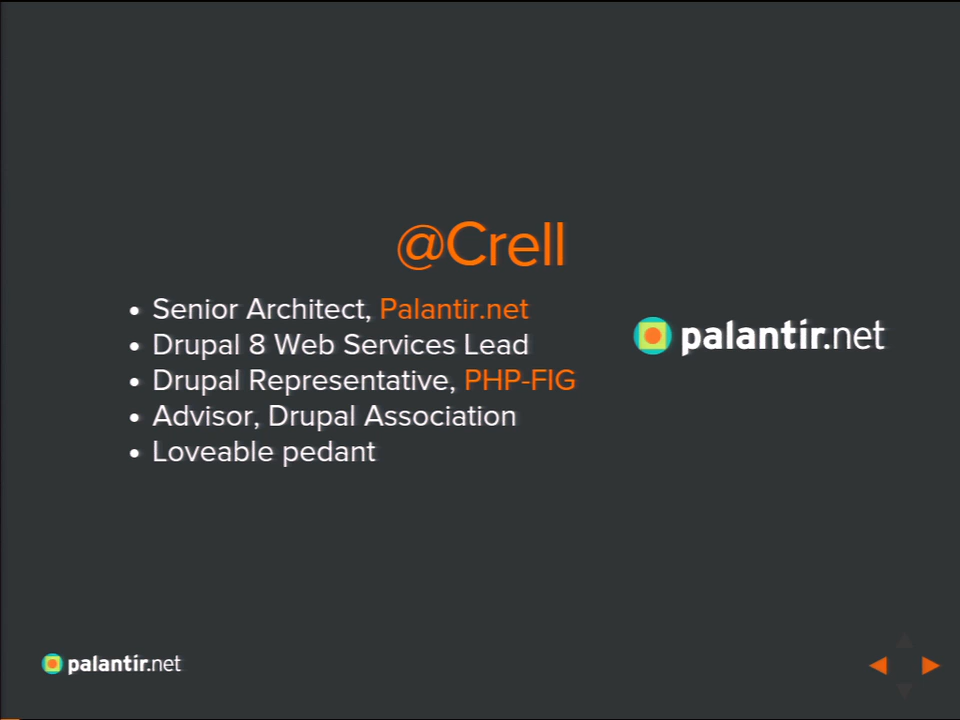 @Crell
• Senior Architect, Palantir.net
• Drupal 8 Web Services Lead
• Drupal Representative, PHP-FIG
• Advisor, Drupal Association
• Loveable pedant
palantir.net
palantir.net